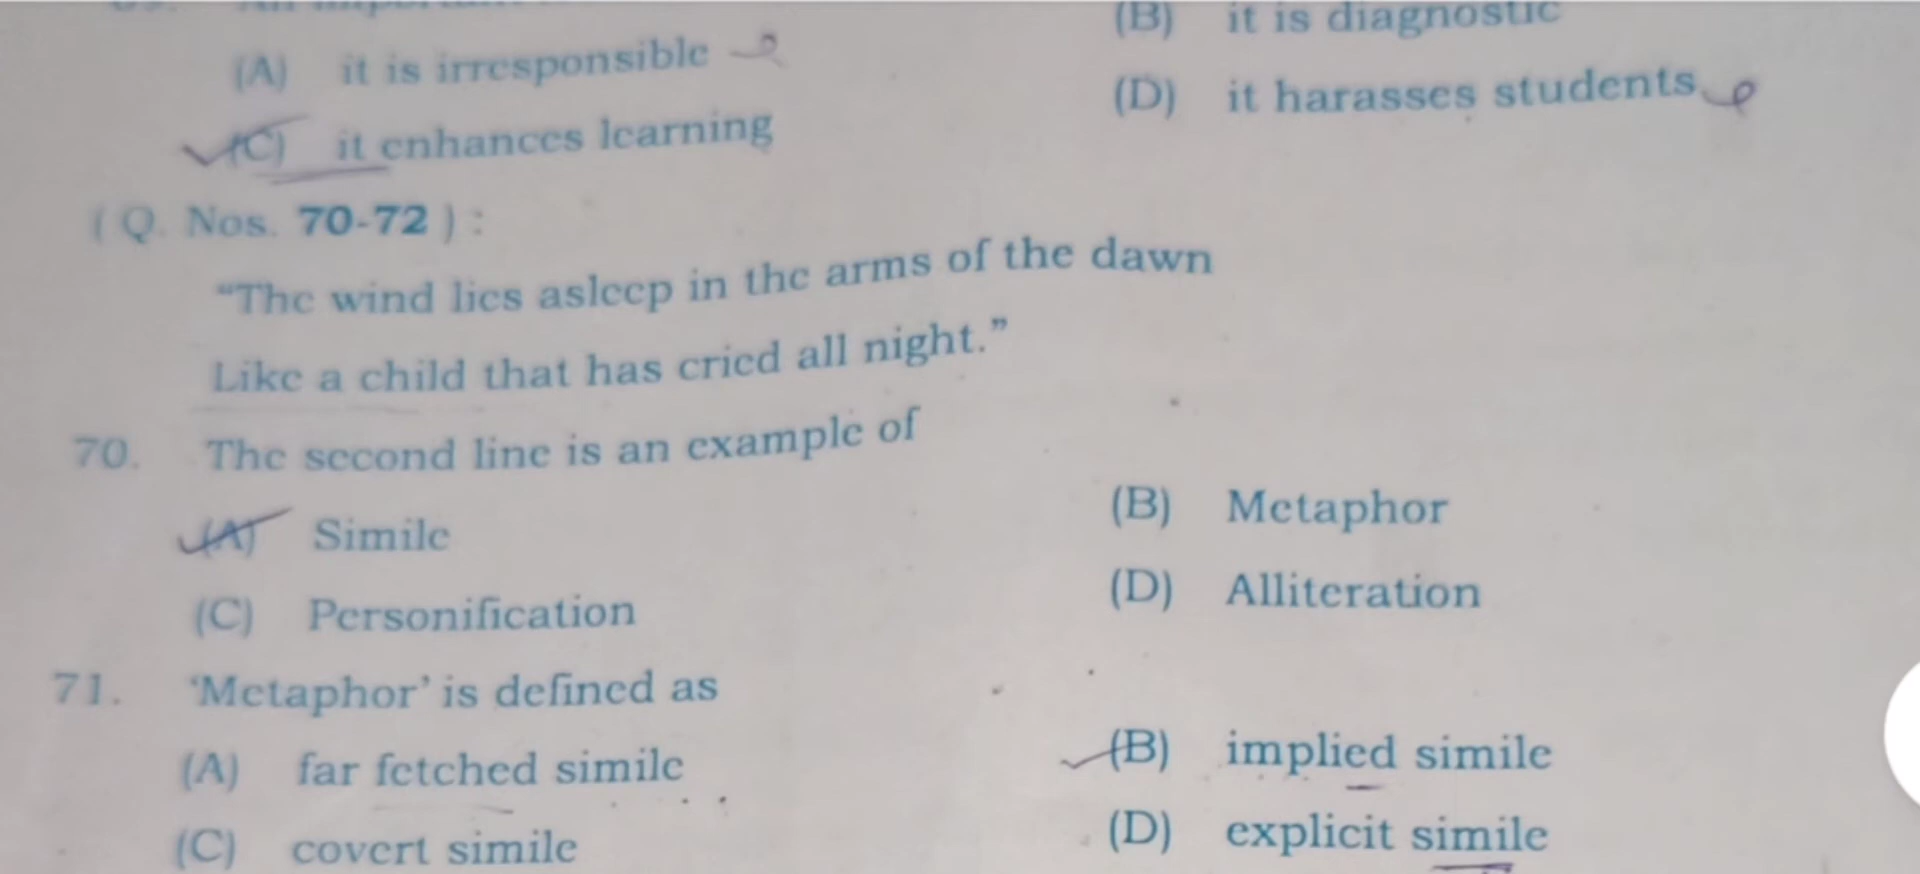 (A) it is irresponsible
(B) it is diagnostic
(C) it enhances learning
(D) it harasses students
( Q. Nos. 70-72 ) :
“The wind lies asleep in the arms of the dawn
Like a child that has cried all night.”
70. The second line is an example of
(A) Simile
(B) Metaphor
(C) Personification
(D) Alliteration
71. ‘Metaphor’ is defined as
(A) far fetched simile
(B) implied simile
(C) covert simile
(D) explicit simile